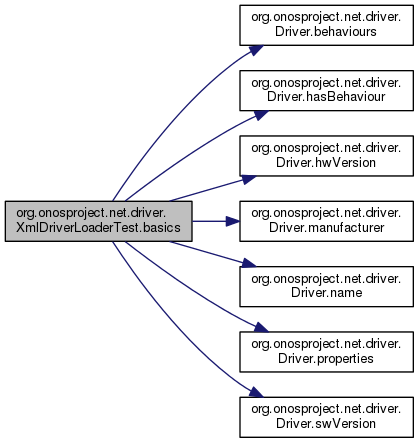 org.onosproject.net.driver.
Driver.behaviours
org.onosproject.net.driver.
Driver.hasBehaviour
org.onosproject.net.driver.
Driver.hwVersion
org.onosproject.net.driver.
XmlDriverLoaderTest.basics
org.onosproject.net.driver.
Driver.manufacturer
org.onosproject.net.driver.
Driver.name
org.onosproject.net.driver.
Driver.properties
org.onosproject.net.driver.
Driver.swVersion